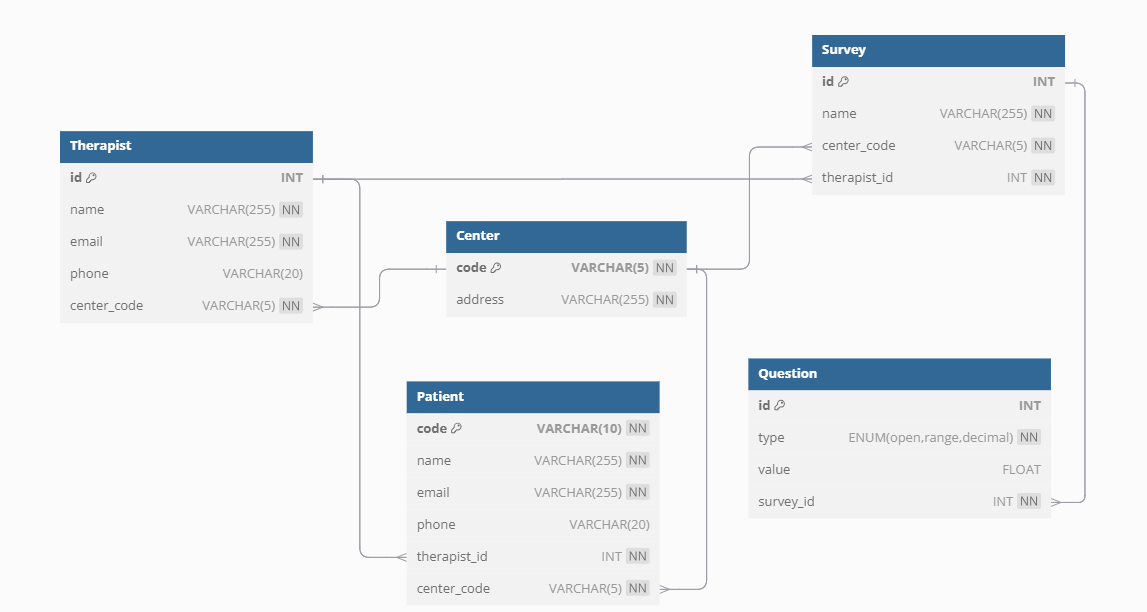 Survey
id INT
name VARCHAR(255) NN
center_code VARCHAR(5) NN
therapist_id INT NN
Therapist
id INT
name VARCHAR(255) NN
email VARCHAR(255) NN
phone VARCHAR(20)
center_code VARCHAR(5) NN
Center
code VARCHAR(5) NN
address VARCHAR(255) NN
Patient
code VARCHAR(10) NN
name VARCHAR(255) NN
email VARCHAR(255) NN
phone VARCHAR(20)
therapist_id INT NN
center_code VARCHAR(5) NN
Question
id INT
type ENUM(open,range,decimal) NN
value FLOAT
survey_id INT NN